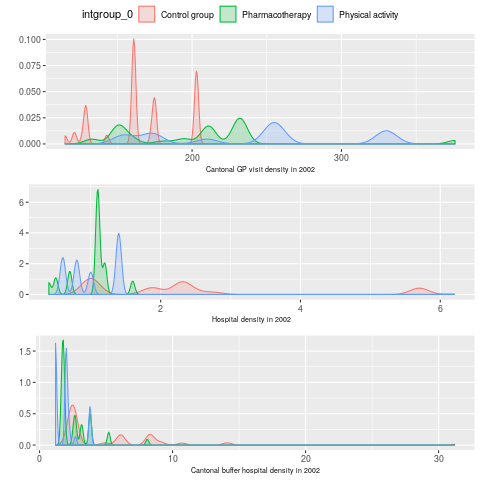 intgroup_0 Control group Pharmacotherapy Physical activity
0.100
0.075
0.050
0.025
0.000
200 300
Cantonal GP visit density in 2002
6
4
2
0
2 4 6
Hospital density in 2002
1.5
1.0
0.5
0.0
0 10 20 30
Cantonal buffer hospital density in 2002